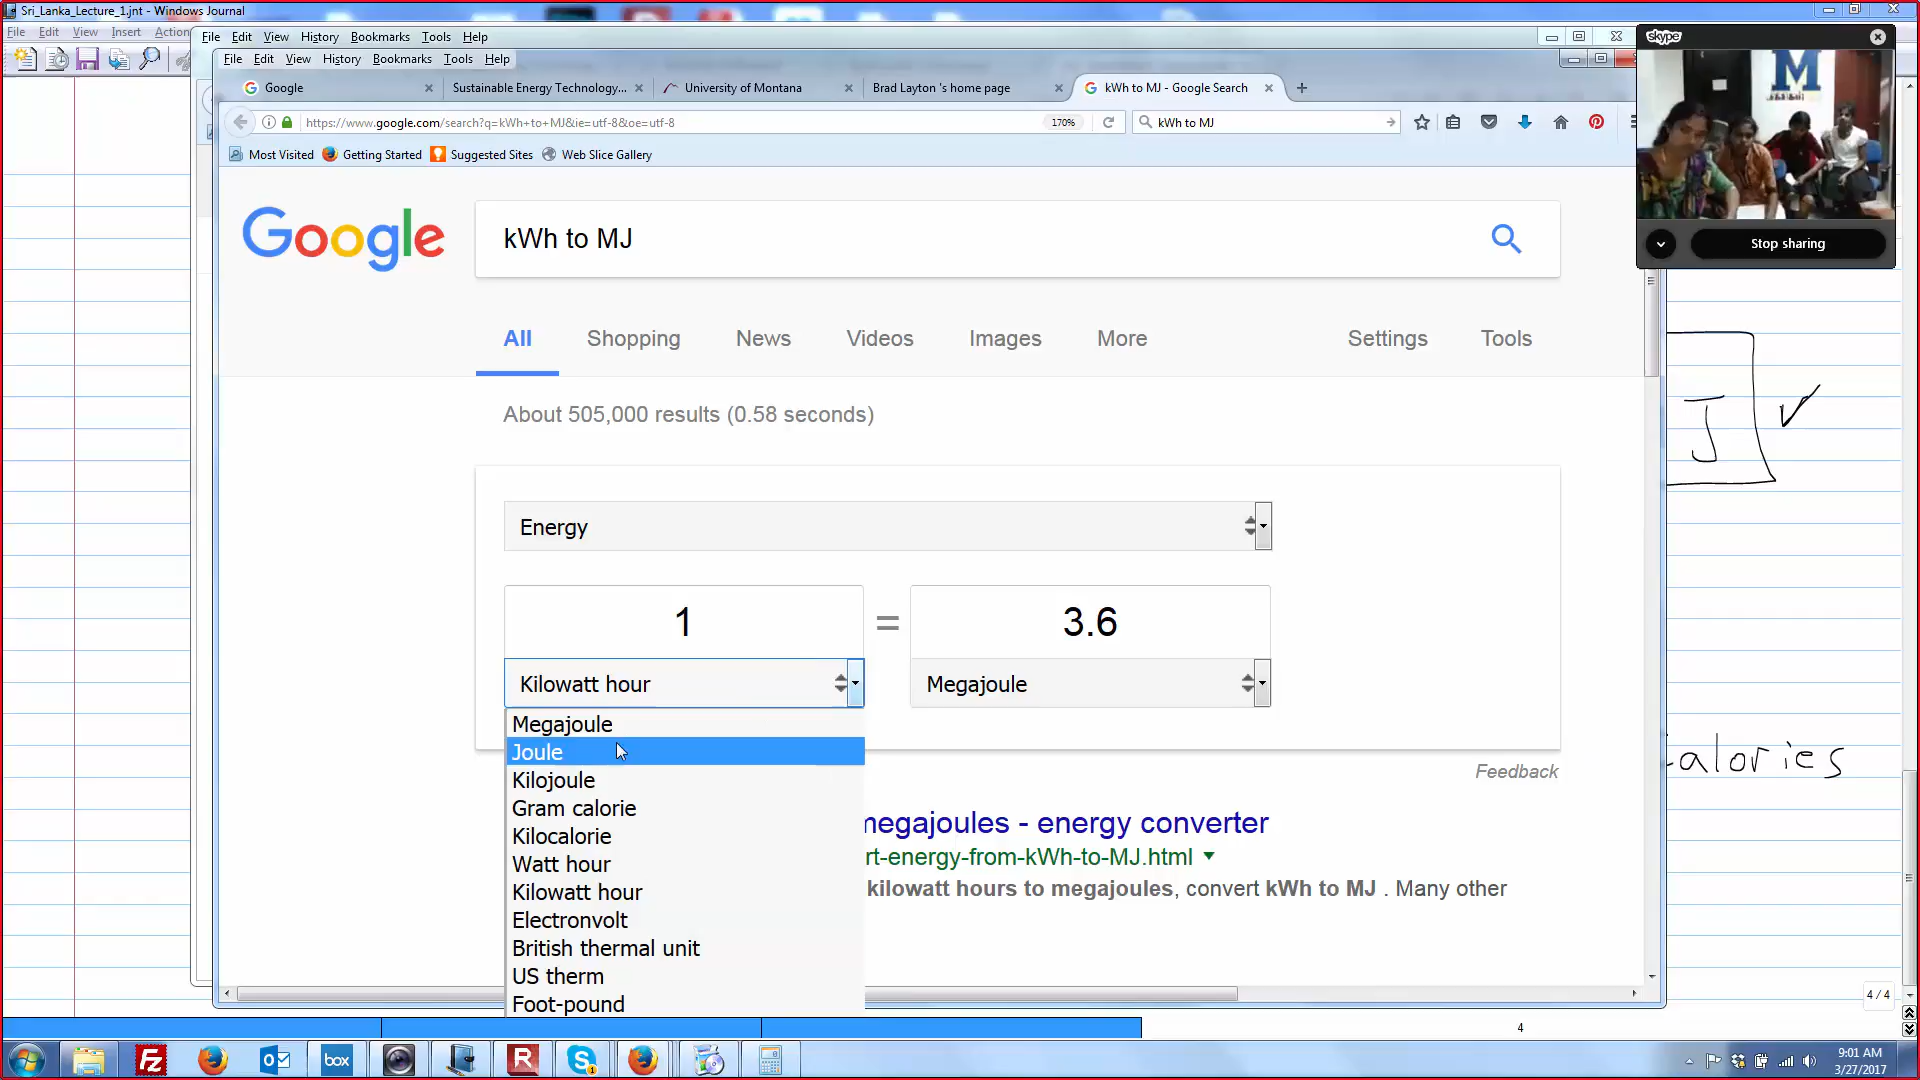 Sri_Lanka_Lecture_1.jnt - Windows Journal
File Edit View Insert Action
File Edit View History Bookmarks Tools Help
File Edit View History Bookmarks Tools Help
skype
Google
Sustainable Energy Technology...
University of Montana
Brad Layton 's home page
kWh to MJ - Google Search
https://www.google.com/search?q=kWh+to+MJ&ie=utf-8&oe=utf-8
170%
kWh to MJ
Most Visited Getting Started Suggested Sites Web Slice Gallery
M
Stop sharing
Google
kWh to MJ
All Shopping News Videos Images More Settings Tools
About 505,000 results (0.58 seconds)
J
Energy
1 = 3.6
Kilowatt hour
Megajoule
Megajoule
Joule
Kilojoule
Gram calorie
Kilocalorie
Watt hour
Kilowatt hour
Electronvolt
British thermal unit
US therm
Foot-pound
Feedback
alories
megajoules - energy converter
rt-energy-from-kWh-to-MJ.html
kilowatt hours to megajoules, convert kWh to MJ . Many other
4 / 4
4
Fz
box
R
S
1
9:01 AM
3/27/2017